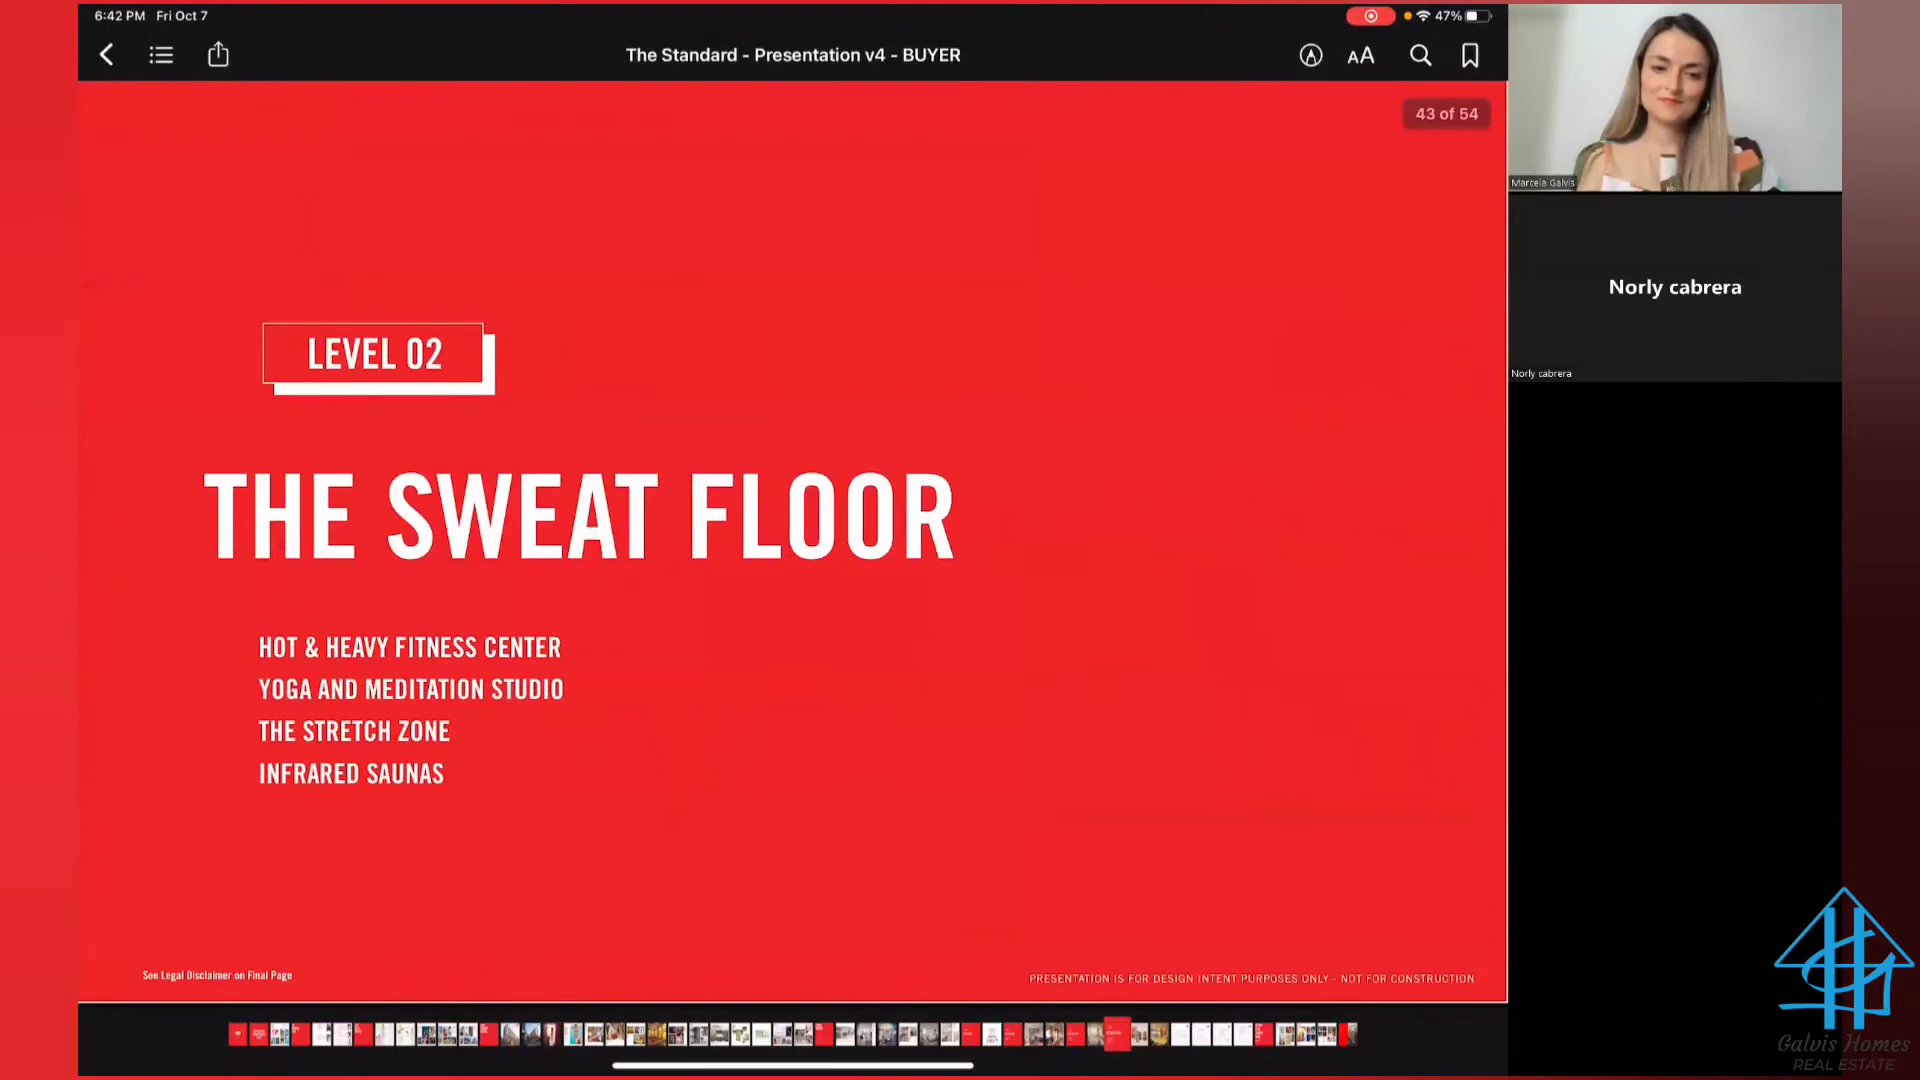 6:42 PM Fri Oct 7
47%
The Standard - Presentation v4 - BUYER
AA
43 of 54
LEVEL 02
THE SWEAT FLOOR
HOT & HEAVY FITNESS CENTER
YOGA AND MEDITATION STUDIO
THE STRETCH ZONE
INFRARED SAUNAS
See Legal Disclaimer on Final Page
PRESENTATION IS FOR DESIGN INTENT PURPOSES ONLY - NOT FOR CONSTRUCTION
Marcela Galvis
Norly cabrera
Norly cabrera
Galvis Homes
REAL ESTATE